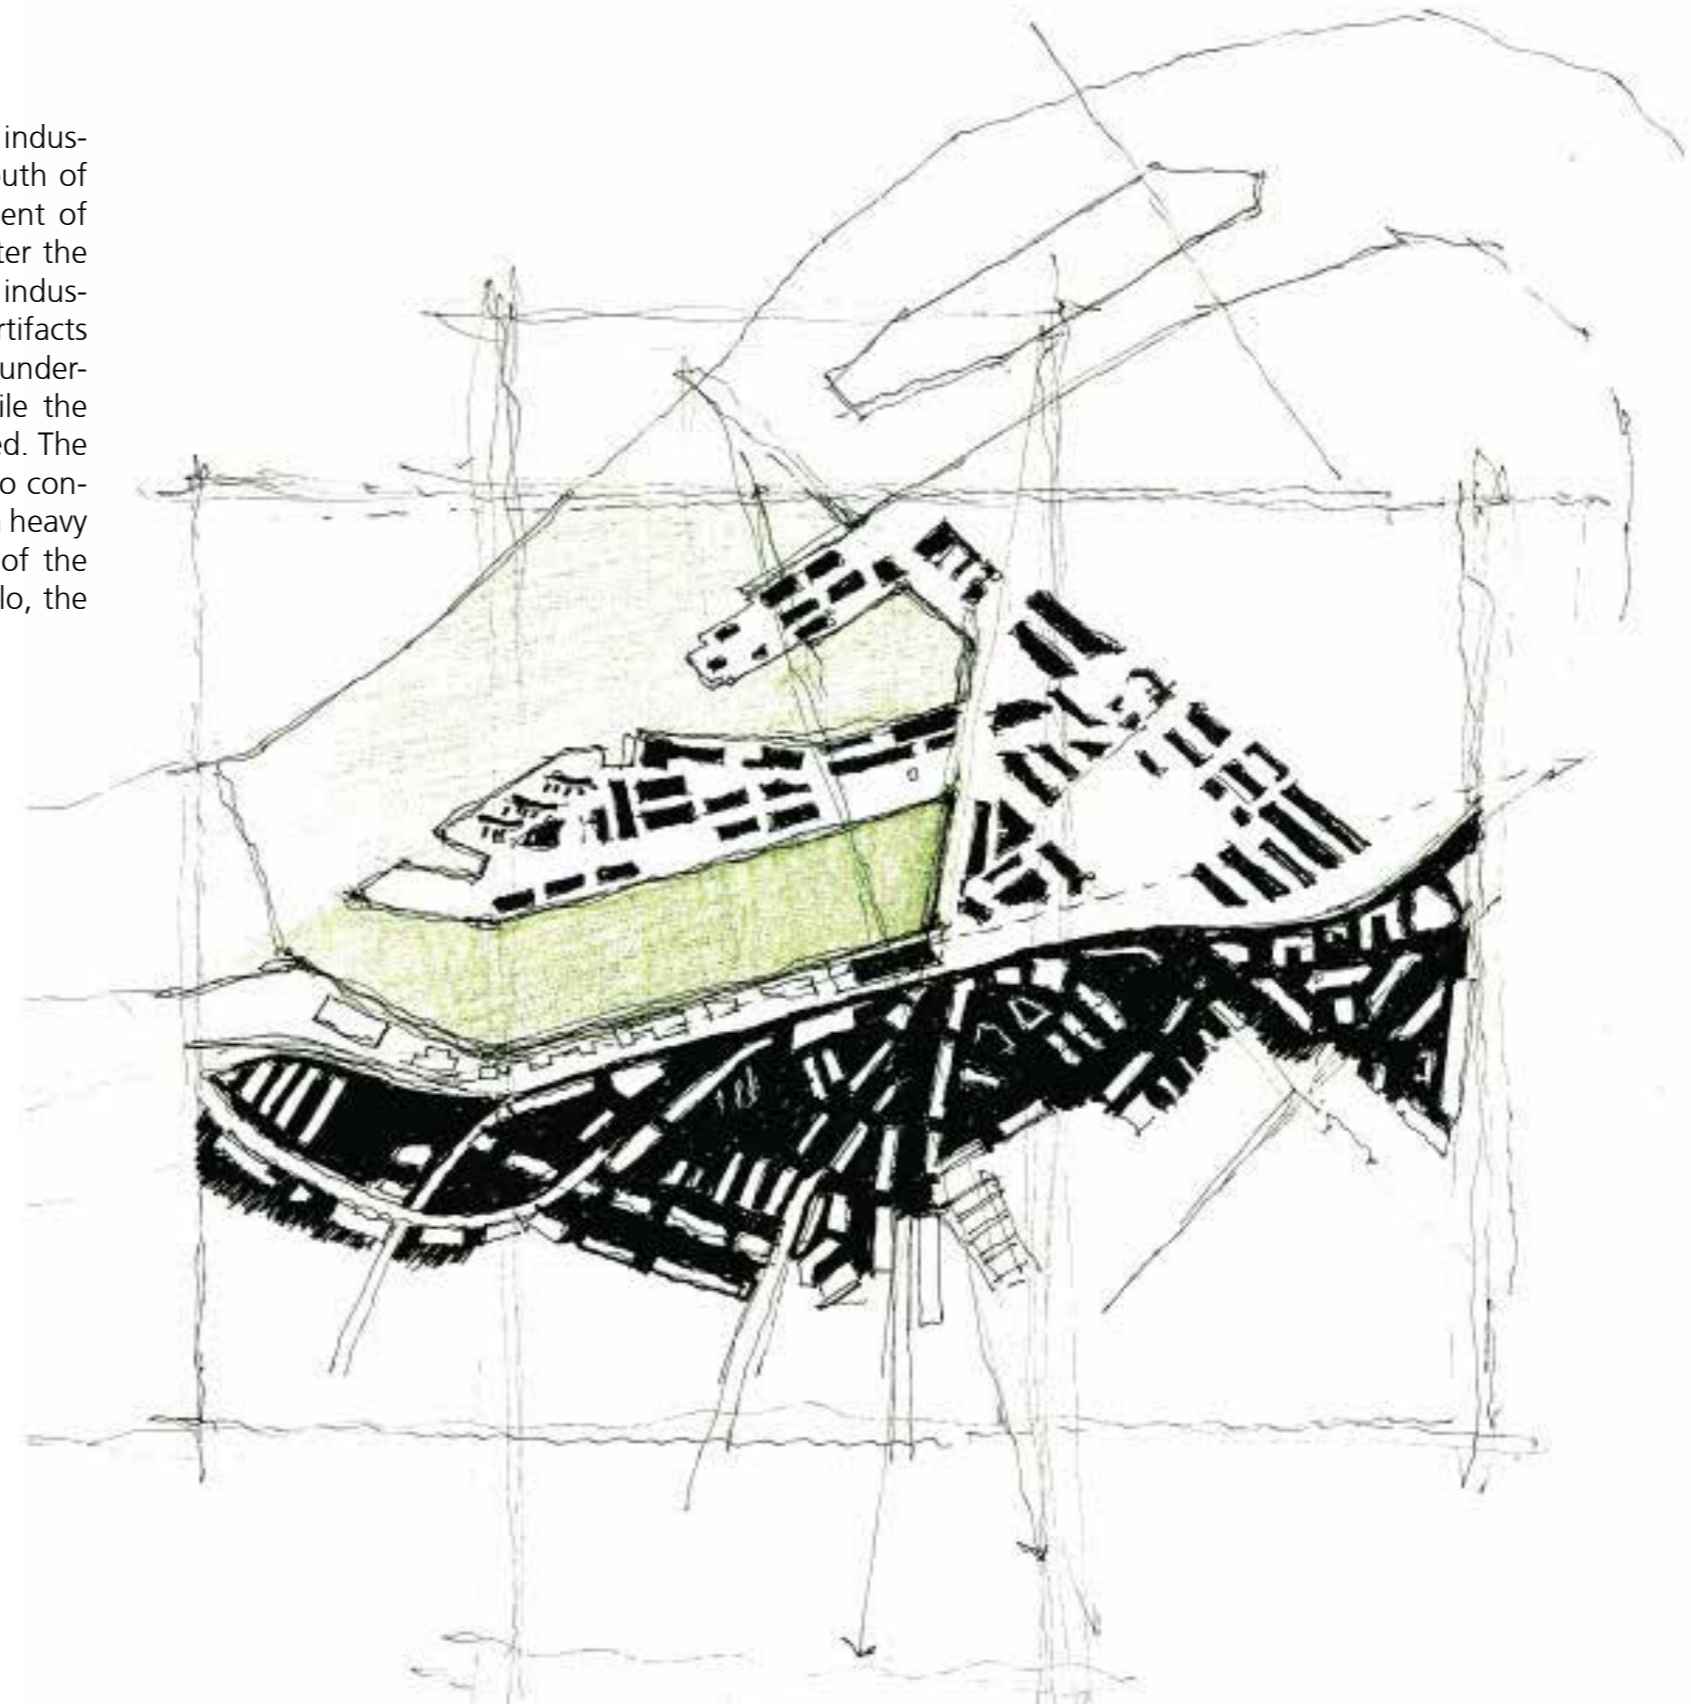 indus-
uth of
ent of
ter the
indus-
rtifacts
under-
ile the
ed. The
o con-
heavy
of the
lo, the